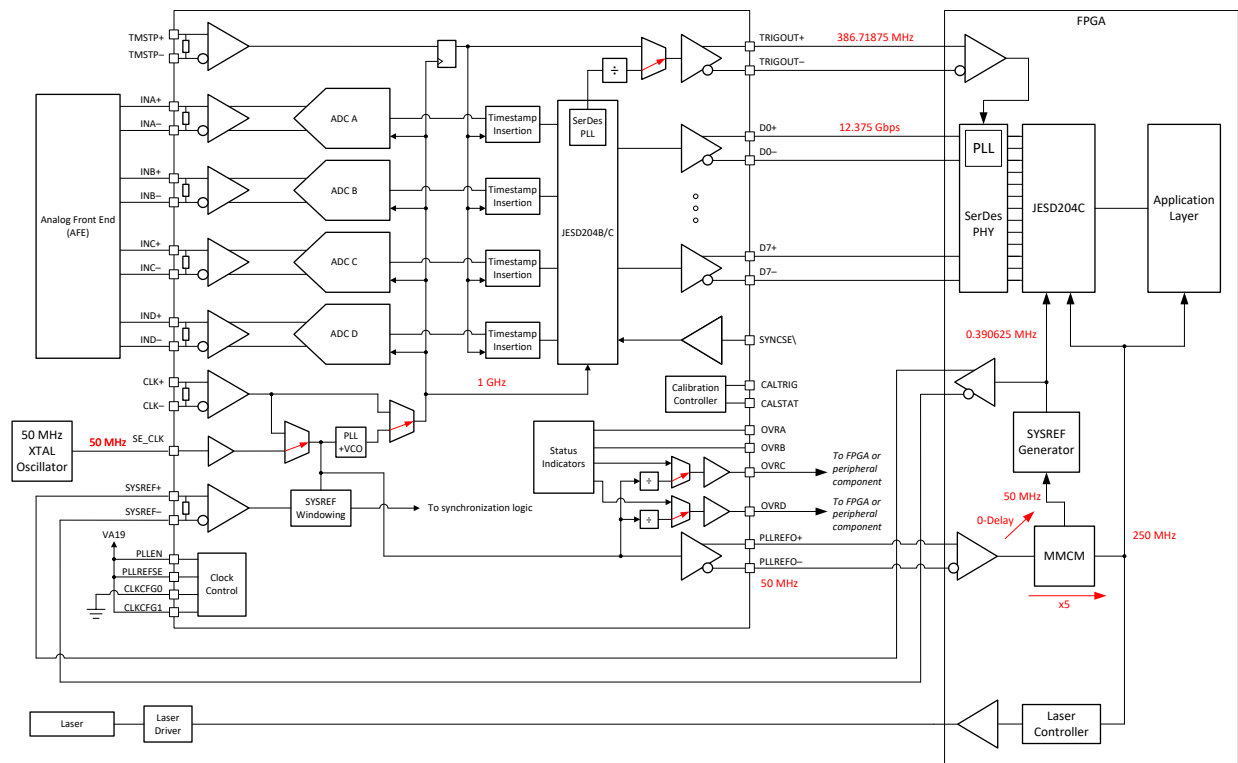 FPGA
TMSTP+
TMSTP−
TRIGOUT+
386.71875 MHz
TRIGOUT−
÷
SerDes
PLL
Analog Front End
(AFE)
INA+
INA−
ADC A
Timestamp
Insertion
D0+
12.375 Gbps
D0−
PLL
SerDes
PHY
JESD204C
Application
Layer
INB+
INB−
ADC B
Timestamp
Insertion
JESD204B/C
INC+
INC−
ADC C
Timestamp
Insertion
D7+
D7−
IND+
IND−
ADC D
Timestamp
Insertion
SYNCSE\
0.390625 MHz
CLK+
CLK−
1 GHz
Calibration
Controller
CALTRIG
CALSTAT
50 MHz
XTAL
Oscillator
50 MHz
SE_CLK
PLL
+VCO
Status
Indicators
OVRA
OVRB
OVRC
OVRD
÷
÷
To FPGA or
peripheral
component
To FPGA or
peripheral
component
SYSREF
Generator
SYSREF+
SYSREF−
SYSREF
Windowing
To synchronization logic
50 MHz
0-Delay
250 MHz
VA19
PLLEN
PLLREFSE
CLKCFG0
CLKCFG1
Clock
Control
PLLREFO+
PLLREFO−
50 MHz
MMCM
x5
Laser
Laser
Driver
Laser
Controller